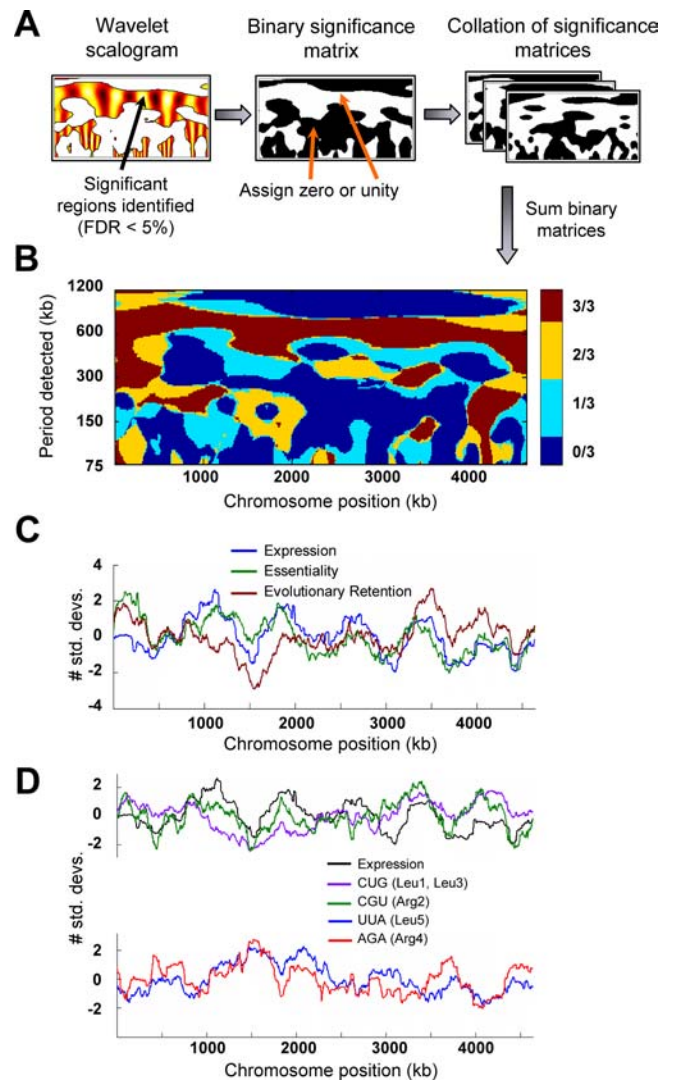 A
Wavelet
scalogram
Binary significance
matrix
Collation of significance
matrices
Significant
regions identified
(FDR < 5%)
Assign zero or unity
Sum binary
matrices
B
Period detected (kb)
1200
600
300
150
75
1000
2000
3000
4000
Chromosome position (kb)
3/3
2/3
1/3
0/3
C
# std. devs.
4
2
0
-2
-4
Expression
Essentiality
Evolutionary Retention
1000
2000
3000
4000
Chromosome position (kb)
D
# std. devs.
2
0
-2
Expression
CUG (Leu1, Leu3)
CGU (Arg2)
UUA (Leu5)
AGA (Arg4)
2
0
-2
1000
2000
3000
4000
Chromosome position (kb)